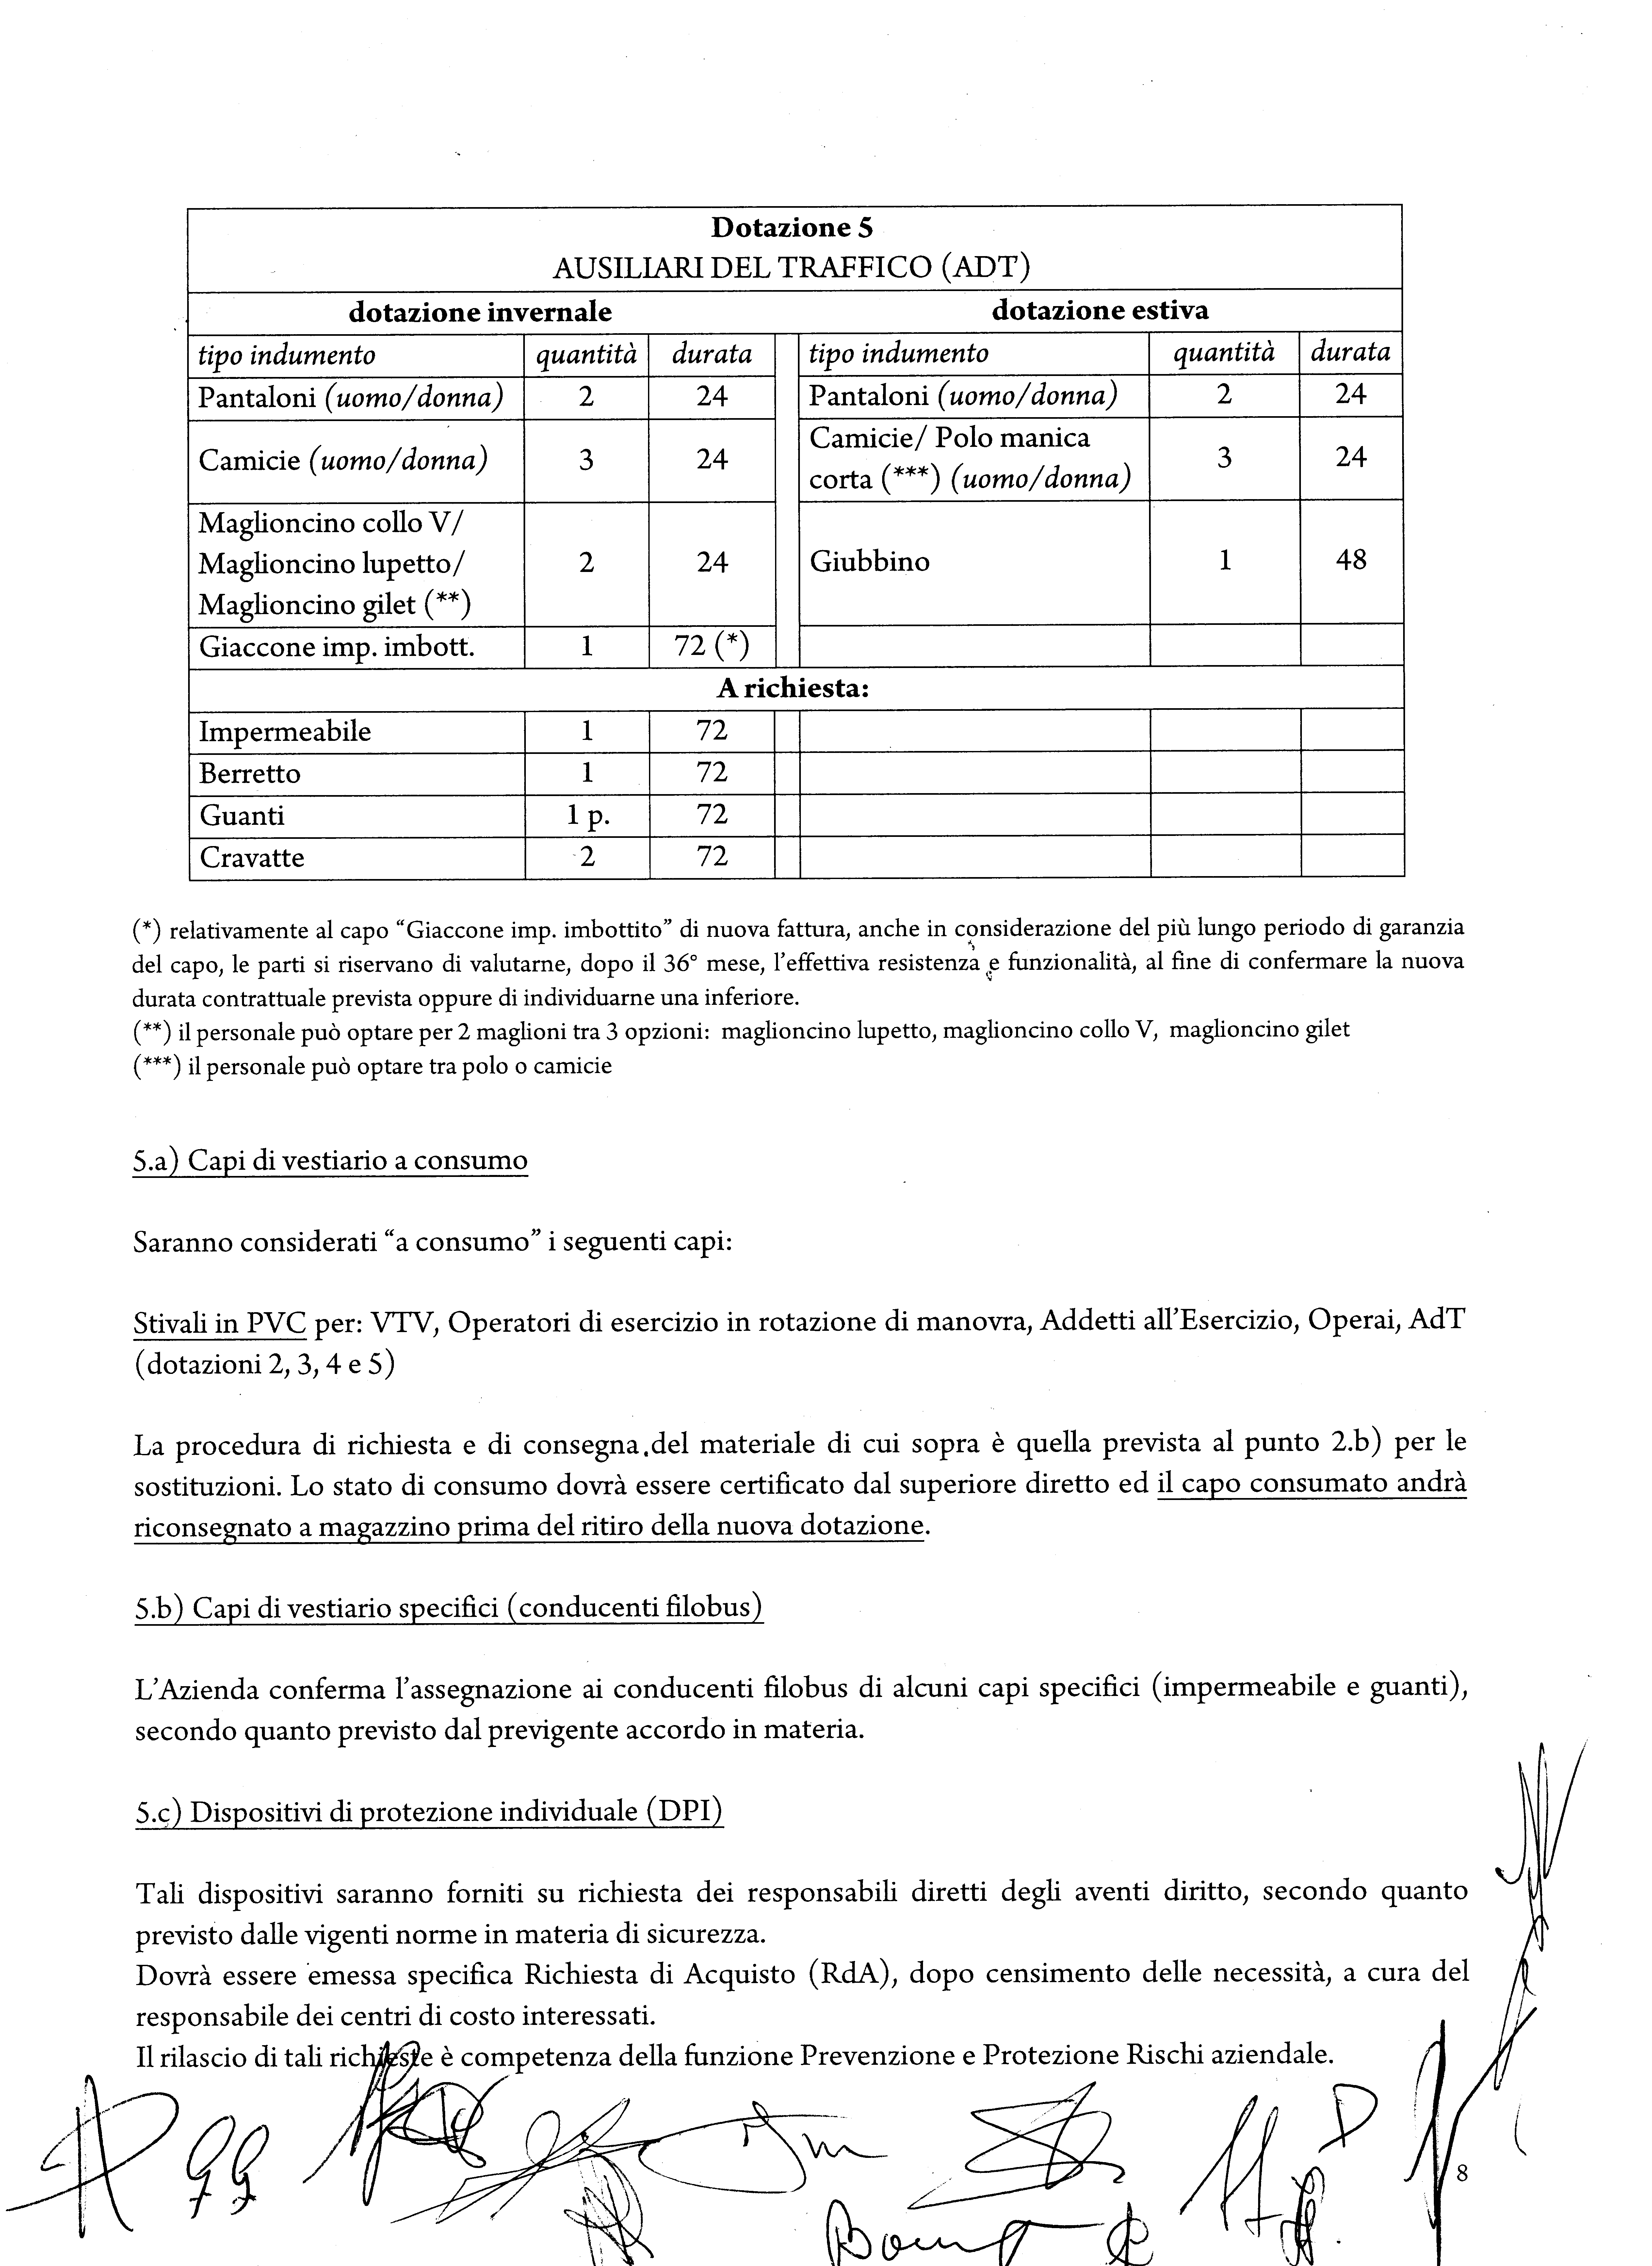 Dotazione 5
AUSILIARI DEL TRAFFICO (ADT)
dotazione invernale dotazione estiva
tipo indumento quantità durata tipo indumento quantità durata
Pantaloni (uomo/donna) 2 24 Pantaloni (uomo/donna) 2 24
Camicie (uomo/donna) 3 24 Camicie/ Polo manica
corta (***) (uomo/donna) 3 24
Maglioncino collo V/
Maglioncino lupetto/
Maglioncino gilet (**) 2 24 Giubbino 1 48
Giaccone imp. imbott. 1 72 (*)
A richiesta:
Impermeabile 1 72
Berretto 1 72
Guanti 1 p. 72
Cravatte 2 72
(*) relativamente al capo “Giaccone imp. imbottito” di nuova fattura, anche in considerazione del più lungo periodo di garanzia
del capo, le parti si riservano di valutarne, dopo il 36° mese, l’effettiva resistenza e funzionalità, al fine di confermare la nuova
durata contrattuale prevista oppure di individuarne una inferiore.
(**) il personale può optare per 2 maglioni tra 3 opzioni: maglioncino lupetto, maglioncino collo V, maglioncino gilet
(***) il personale può optare tra polo o camicie
5.a) Capi di vestiario a consumo
Saranno considerati “a consumo” i seguenti capi:
Stivali in PVC per: VTV, Operatori di esercizio in rotazione di manovra, Addetti all’Esercizio, Operai, AdT
(dotazioni 2, 3, 4 e 5)
La procedura di richiesta e di consegna del materiale di cui sopra è quella prevista al punto 2.b) per le
sostituzioni. Lo stato di consumo dovrà essere certificato dal superiore diretto ed il capo consumato andrà
riconsegnato a magazzino prima del ritiro della nuova dotazione.
5.b) Capi di vestiario specifici (conducenti filobus)
L’Azienda conferma l’assegnazione ai conducenti filobus di alcuni capi specifici (impermeabile e guanti),
secondo quanto previsto dal previgente accordo in materia.
5.c) Dispositivi di protezione individuale (DPI)
Tali dispositivi saranno forniti su richiesta dei responsabili diretti degli aventi diritto, secondo quanto
previsto dalle vigenti norme in materia di sicurezza.
Dovrà essere emessa specifica Richiesta di Acquisto (RdA), dopo censimento delle necessità, a cura del
responsabile dei centri di costo interessati.
Il rilascio di tali richieste è competenza della funzione Prevenzione e Protezione Rischi aziendale.
8